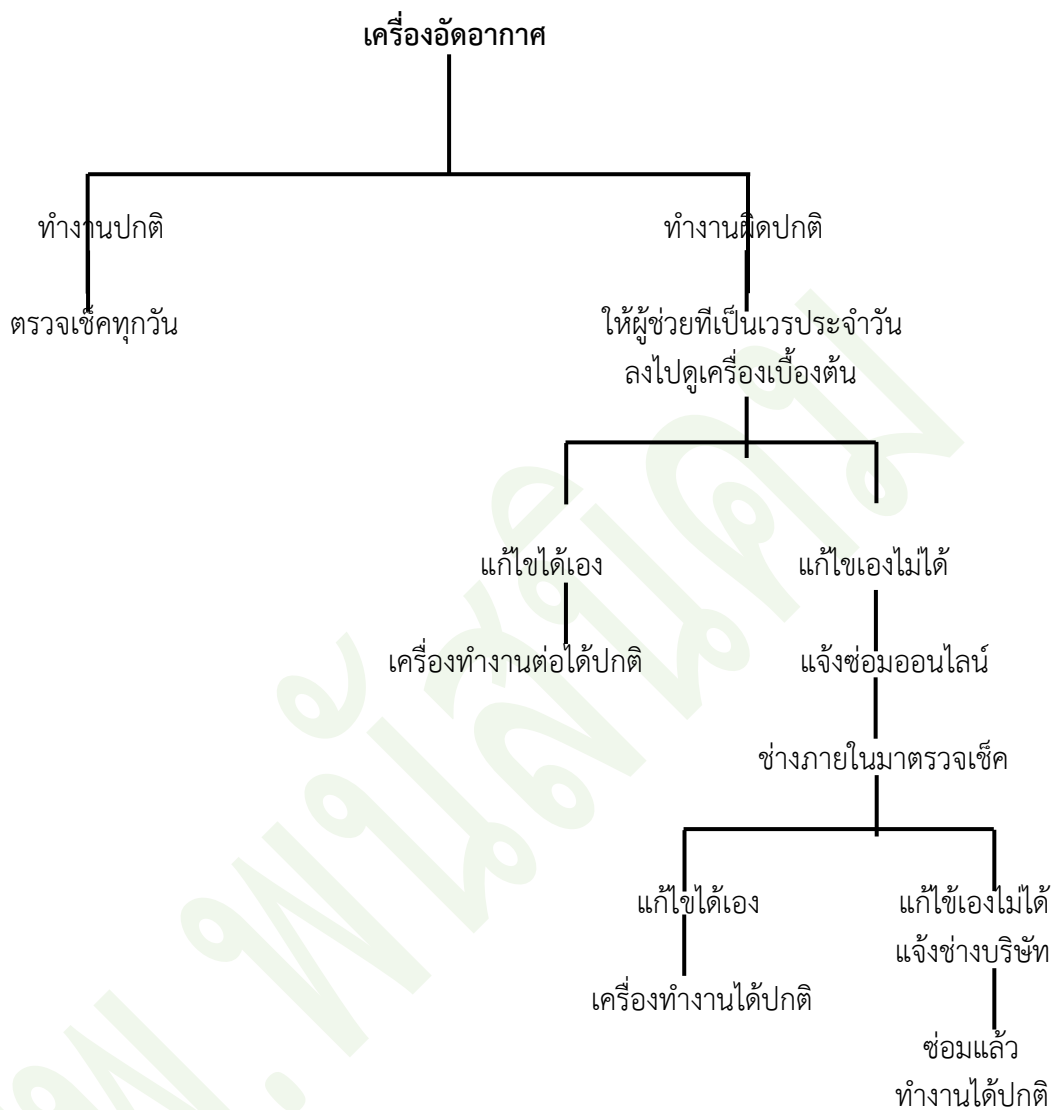 เครื่องอัดอากาศ
ทำงานปกติ
ทำงานผิดปกติ
ตรวจเช็คทุกวัน
ให้ผู้ช่วยทีเป็นเวรประจำวัน
ลงไปดูเครื่องเบื้องต้น
แก้ไขได้เอง
แก้ไขเองไม่ได้
เครื่องทำงานต่อได้ปกติ
แจ้งซ่อมออนไลน์
ช่างภายในมาตรวจเช็ค
แก้ไขได้เอง
แก้ไข้เองไม่ได้
แจ้งช่างบริษัท
เครื่องทำงานได้ปกติ
ซ่อมแล้ว
ทำงานได้ปกติ